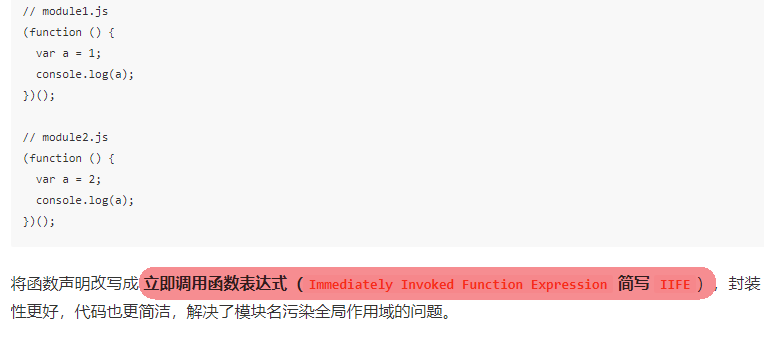 // module1.js
(function () {
  var a = 1;
  console.log(a);
})();

// module2.js
(function () {
  var a = 2;
  console.log(a);
})();

将函数声明改写成立即调用函数表达式（Immediately Invoked Function Expression 简写 IIFE），封装
性更好，代码也更简洁，解决了模块名污染全局作用域的问题。